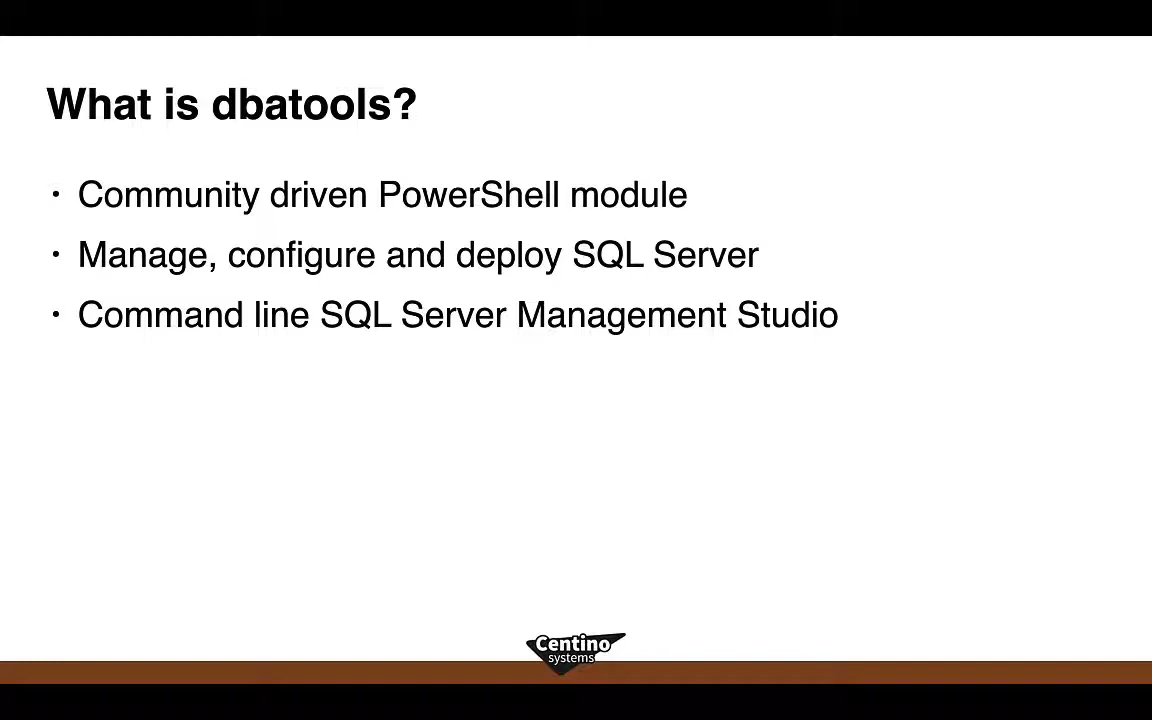 What is dbatools?
• Community driven PowerShell module
• Manage, configure and deploy SQL Server
• Command line SQL Server Management Studio
Centino
systems